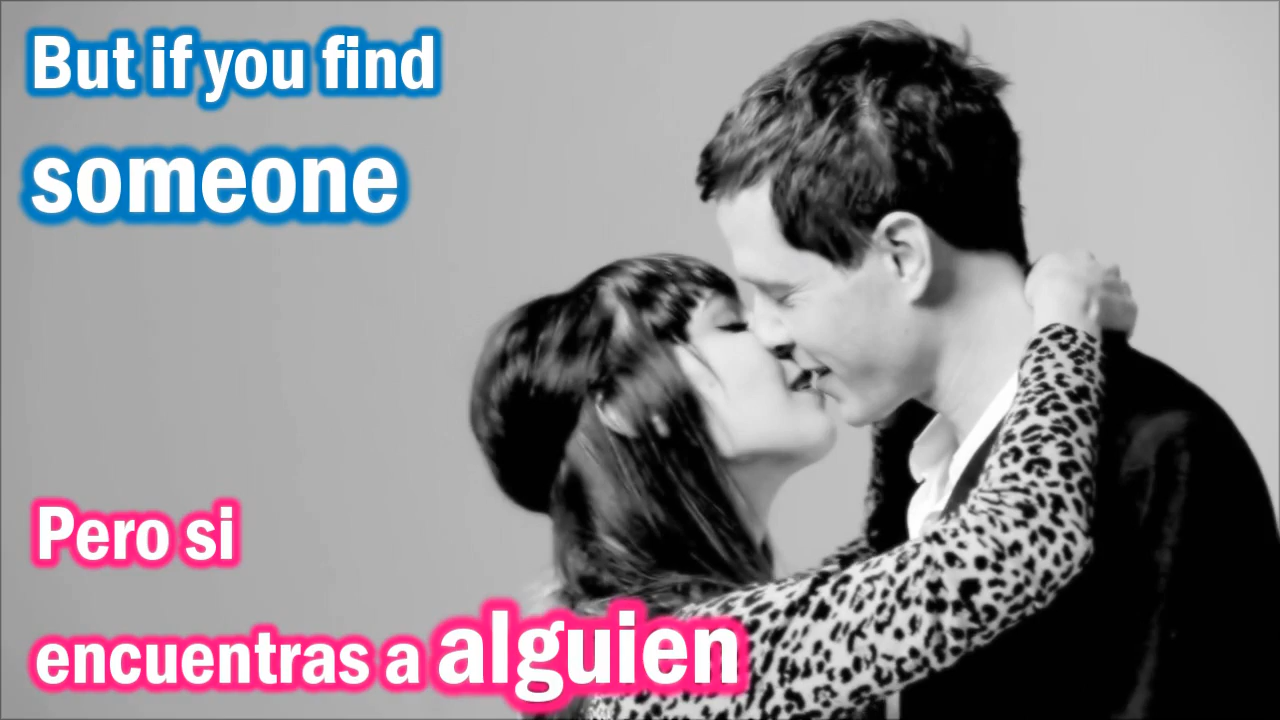 But if you find
someone
Pero si
encuentras a alguien